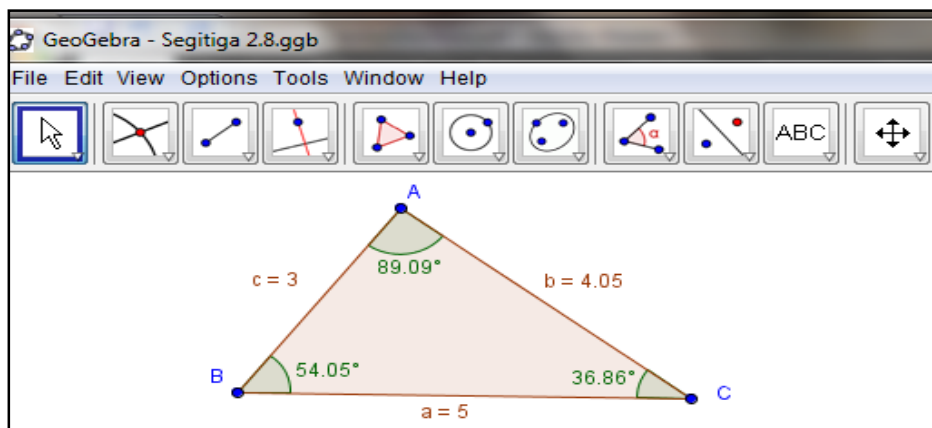 GeoGebra - Segitiga 2.8.ggb
File Edit View Options Tools Window Help
α ABC
A
89.09°
c = 3
b = 4.05
B
54.05°
36.86°
C
a = 5